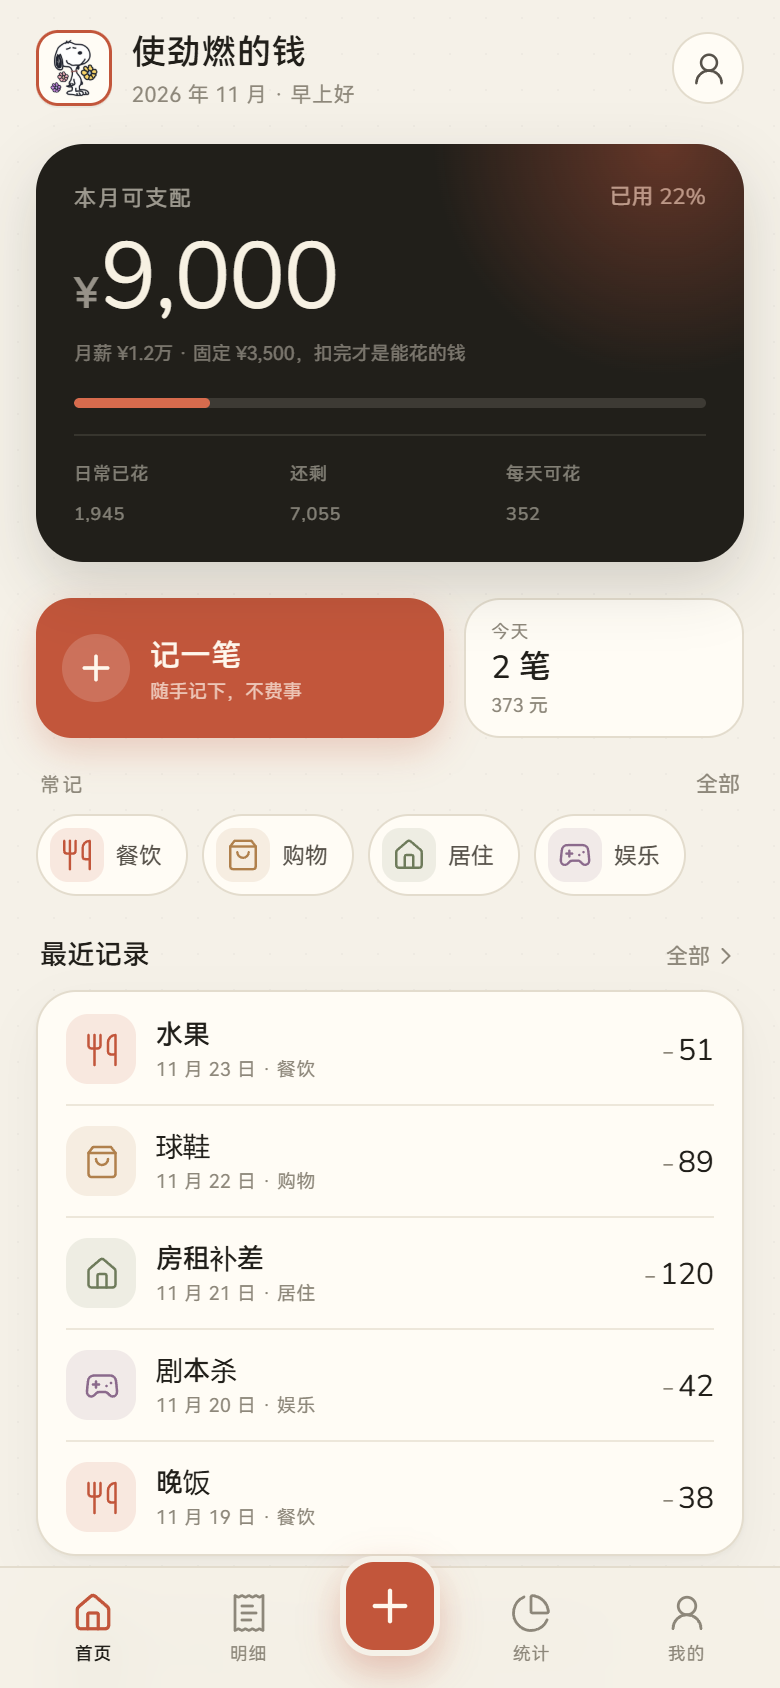 使劲燃的钱
2026 年 11 月 · 早上好
本月可支配
已用 22%
¥9,000
月薪 ¥1.2万 · 固定 ¥3,500，扣完才是能花的钱
日常已花
还剩
每天可花
1,945
7,055
352
记一笔
随手记下，不费事
今天
2 笔
373 元
常记
全部
餐饮
购物
居住
娱乐
最近记录
全部
水果
11 月 23 日 · 餐饮
-51
球鞋
11 月 22 日 · 购物
-89
房租补差
11 月 21 日 · 居住
-120
剧本杀
11 月 20 日 · 娱乐
-42
晚饭
11 月 19 日 · 餐饮
-38
首页
明细
统计
我的